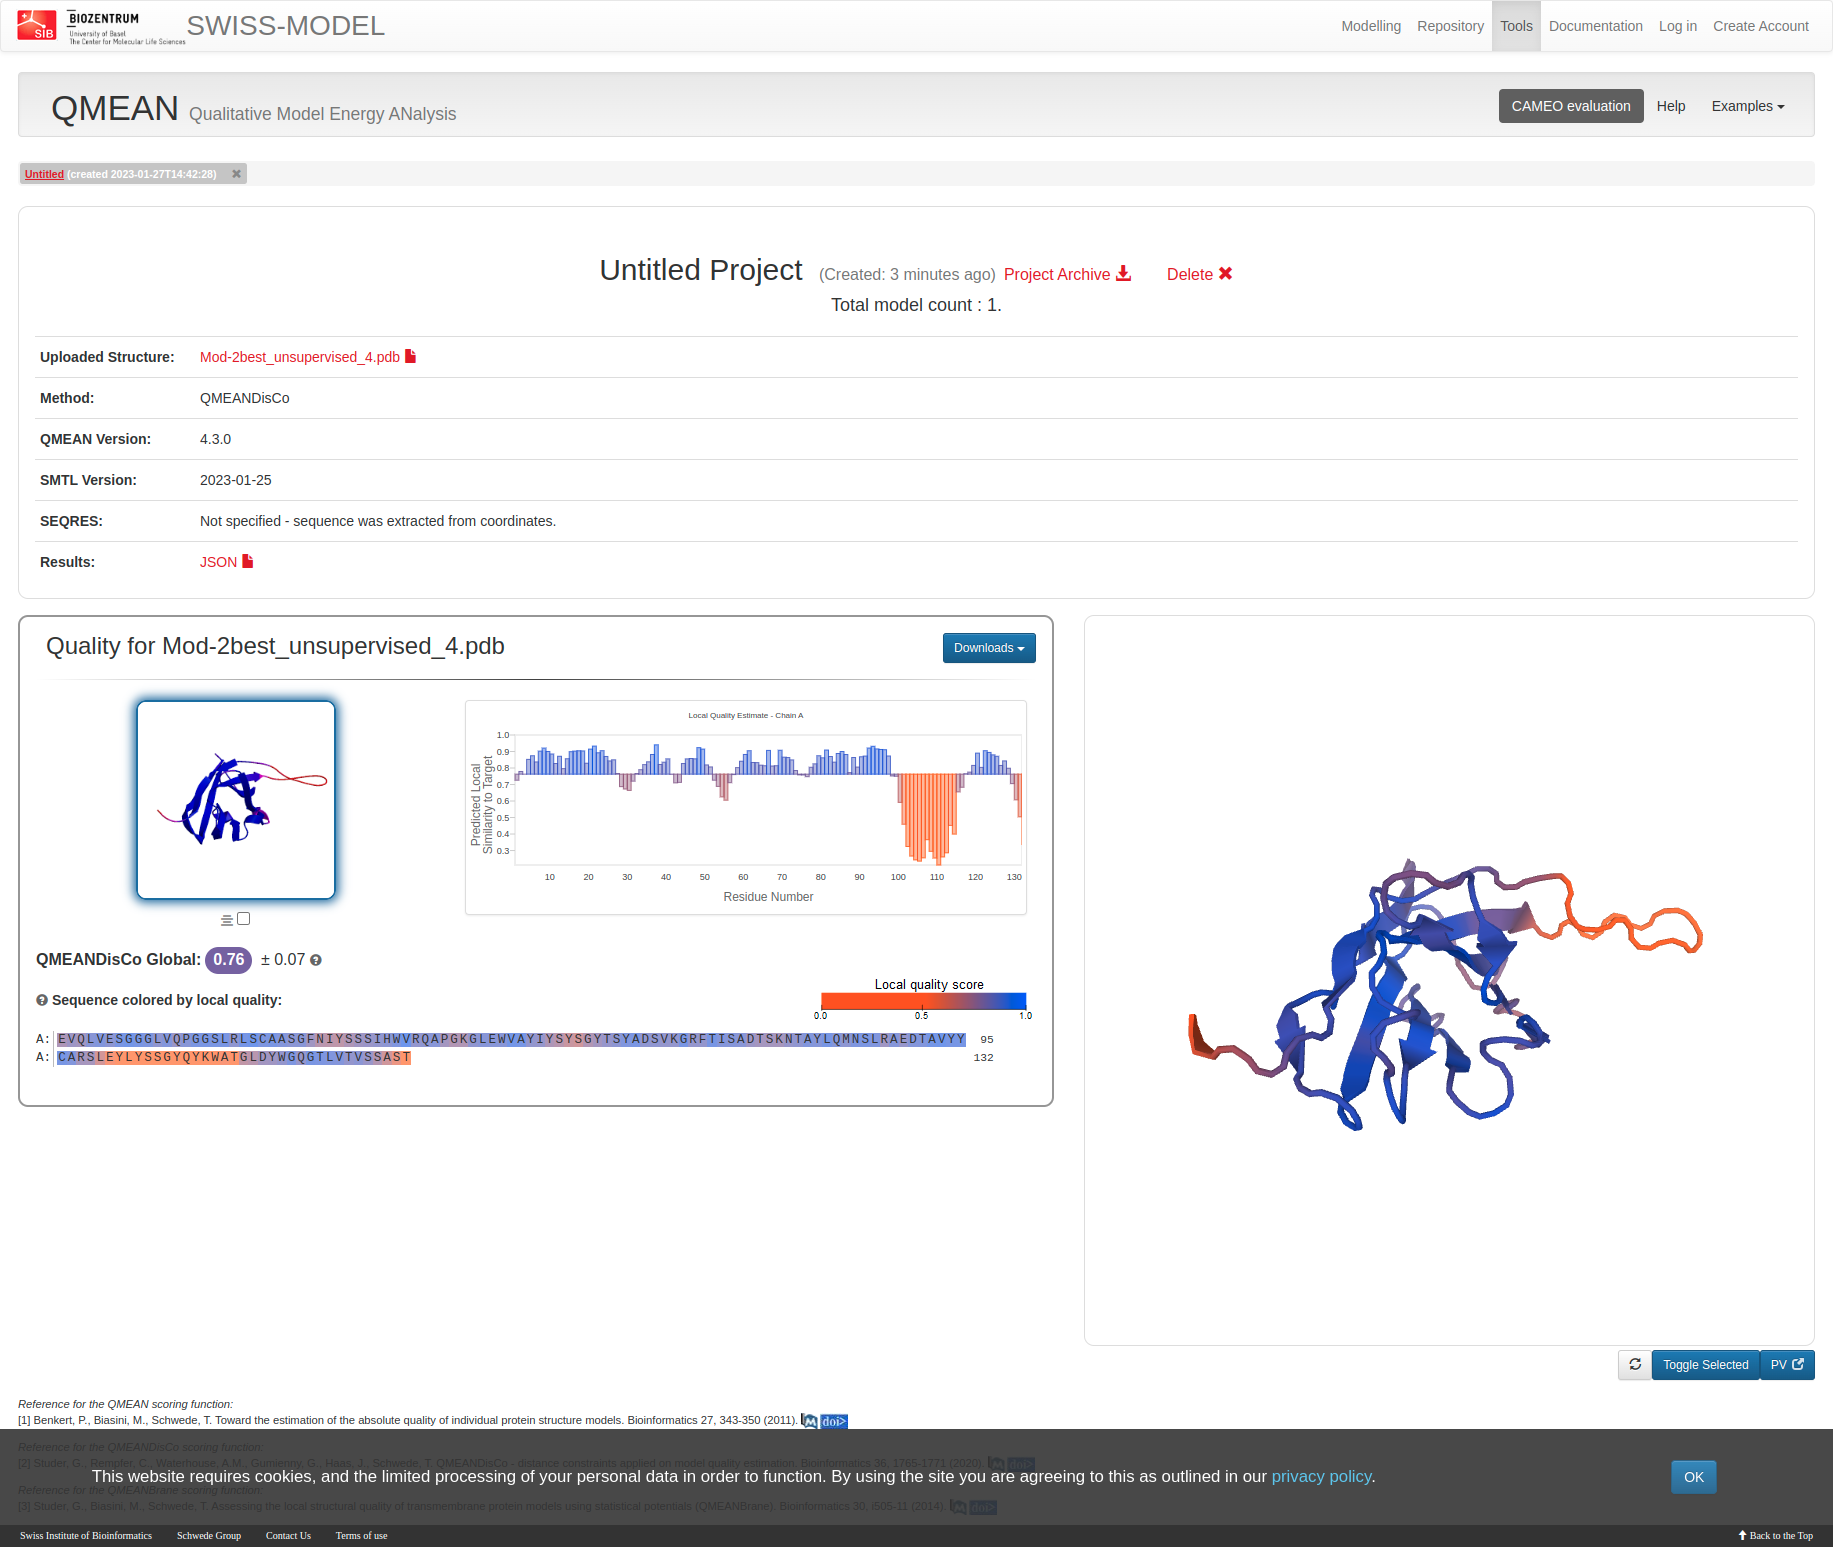 SIB
BIOZENTRUM
University of Basel
The Center for Molecular Life Sciences
SWISS-MODEL
Modelling Repository Tools Documentation Log in Create Account
QMEAN Qualitative Model Energy ANalysis
CAMEO evaluation Help Examples
Untitled (created 2023-01-27T14:42:28)
Untitled Project (Created: 3 minutes ago) Project Archive Delete
Total model count : 1.
Uploaded Structure: Mod-2best_unsupervised_4.pdb
Method: QMEANDisCo
QMEAN Version: 4.3.0
SMTL Version: 2023-01-25
SEQRES: Not specified - sequence was extracted from coordinates.
Results: JSON
Quality for Mod-2best_unsupervised_4.pdb
Downloads
Local Quality Estimate - Chain A
Predicted Local
Similarity to Target
1.0
0.9
0.8
0.7
0.6
0.5
0.4
0.3
10 20 30 40 50 60 70 80 90 100 110 120 130
Residue Number
QMEANDisCo Global: 0.76 ± 0.07
Sequence colored by local quality:
Local quality score
0.0 0.5 1.0
A: EVQLVESGGGLVQPGGSLRLSCAASGFNIYSSSIHWVRQAPGKGLEWVAYIYSYSGYTSYADSVKGRFTISADTSKNTAYLQMNSLRAEDTAVYY 95
A: CARSLEYLYSSGYQYKWATGLDYWGQGTLVTVSSAST 132
Toggle Selected PV
Reference for the QMEAN scoring function:
[1] Benkert, P., Biasini, M., Schwede, T. Toward the estimation of the absolute quality of individual protein structure models. Bioinformatics 27, 343-350 (2011). M doi>
Reference for the QMEANDisCo scoring function:
[2] Studer, G., Rempfer, C., Waterhouse, A.M., Gumienny, G., Haas, J., Schwede, T. QMEANDisCo - distance constraints applied on model quality estimation. Bioinformatics 36, 1765-1771 (2020). M doi>
This website requires cookies, and the limited processing of your personal data in order to function. By using the site you are agreeing to this as outlined in our privacy policy.
OK
Reference for the QMEANBrane scoring function:
[3] Studer, G., Biasini, M., Schwede, T. Assessing the local structural quality of transmembrane protein models using statistical potentials (QMEANBrane). Bioinformatics 30, i505-11 (2014). M doi>
Swiss Institute of Bioinformatics Schwede Group Contact Us Terms of use
Back to the Top